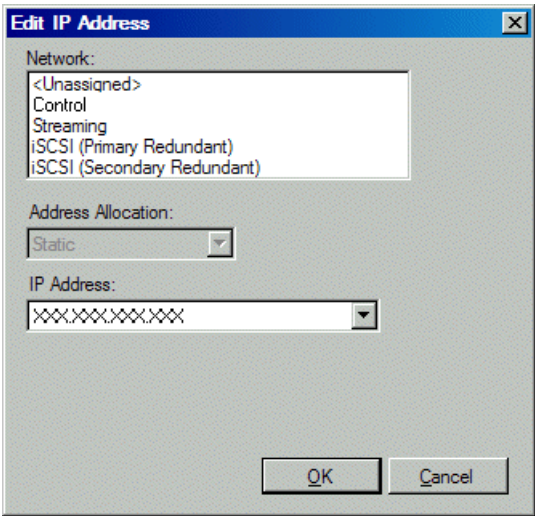 Edit IP Address
Network:
<Unassigned>
Control
Streaming
iSCSI (Primary Redundant)
iSCSI (Secondary Redundant)
Address Allocation:
Static
IP Address:
XXX.XXX.XXX.XXX
OK
Cancel